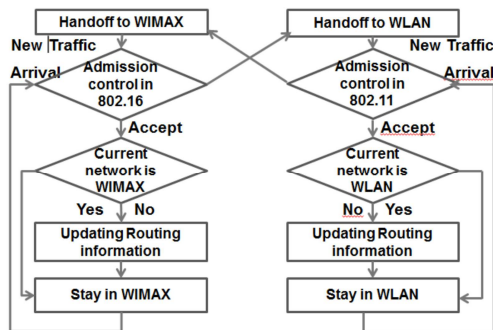 Handoff to WIMAX
New Traffic
Arrival
Admission
control in
802.16
Accept
Current
network is
WIMAX
Yes No
Updating Routing
information
Stay in WIMAX
Handoff to WLAN
New Traffic
Arrival
Admission
control in
802.11
Accept
Current
network is
WLAN
No Yes
Updating Routing
information
Stay in WLAN